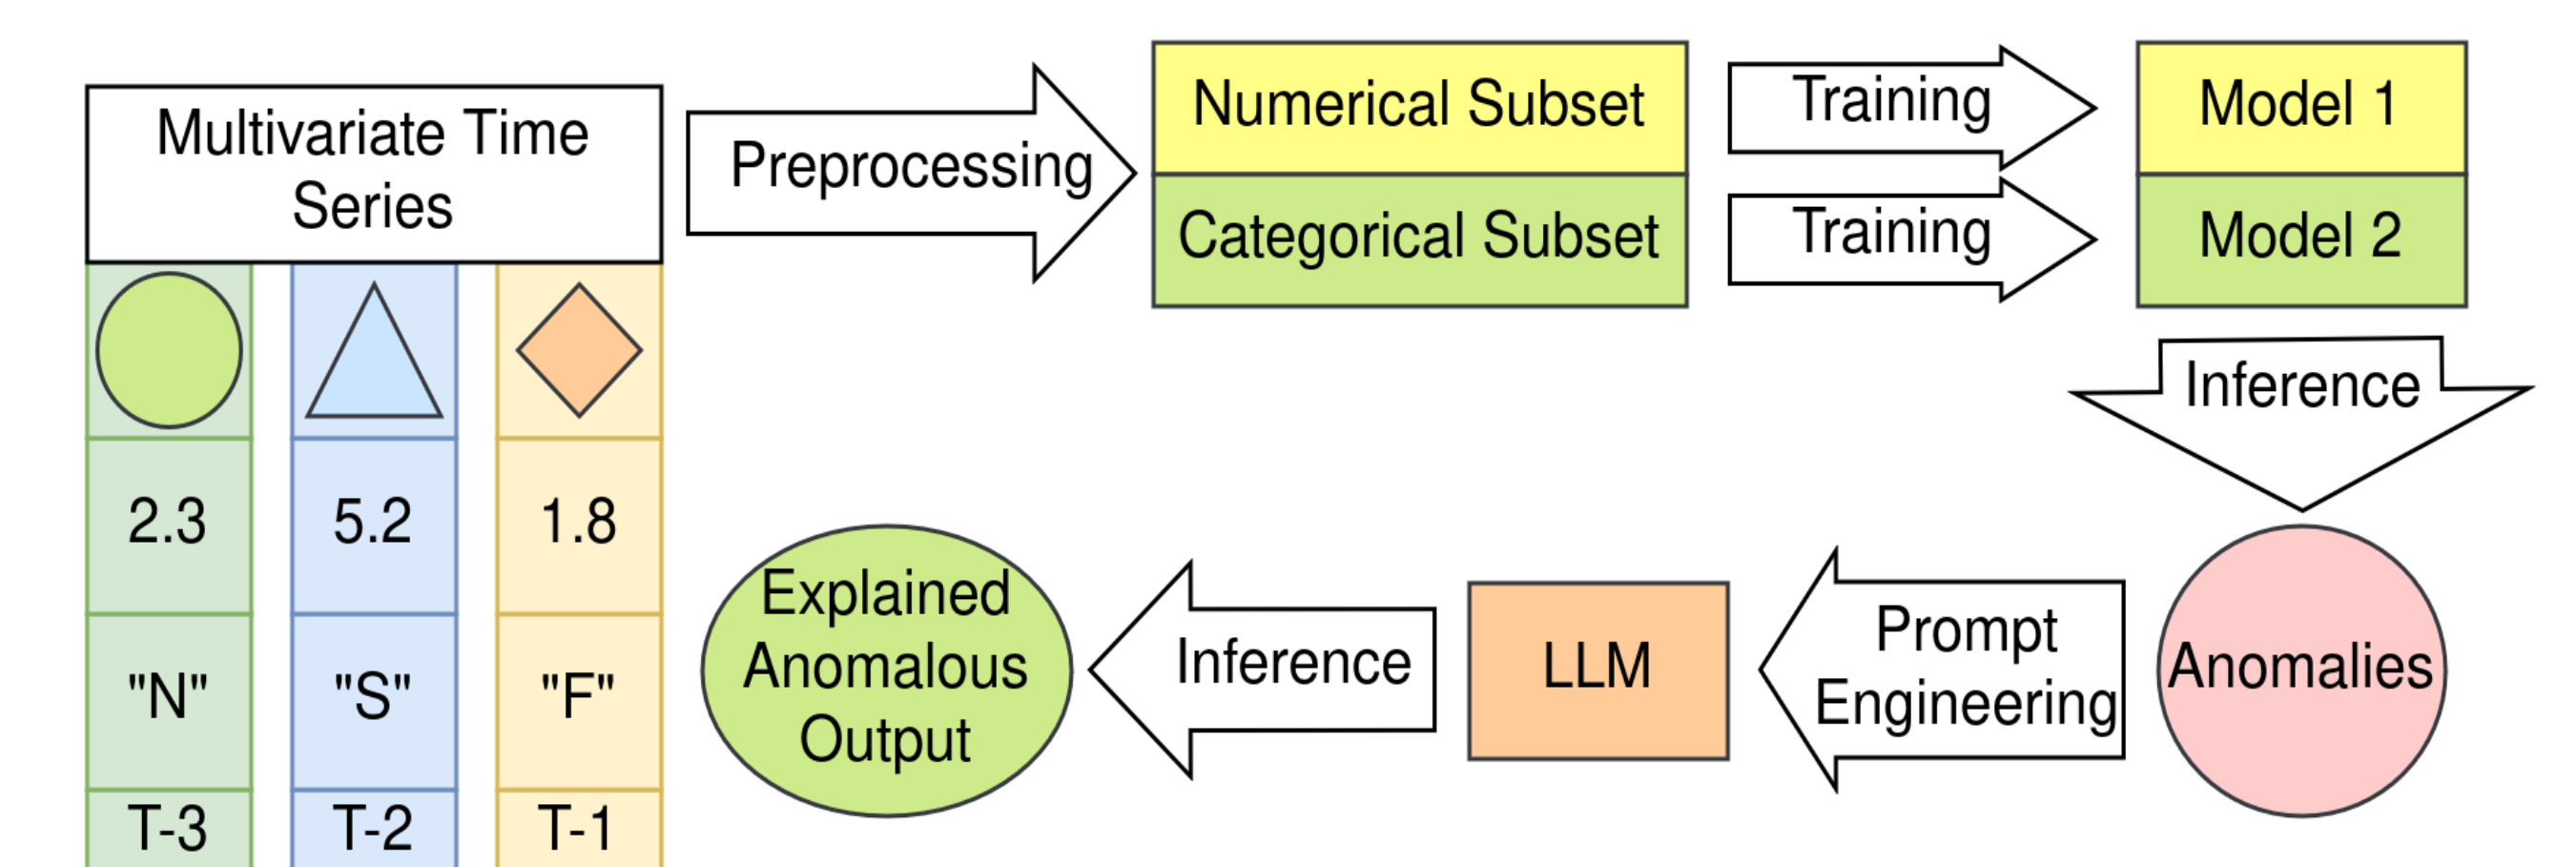 Multivariate Time
Series
2.3
5.2
1.8
"N"
"S"
"F"
T-3
T-2
T-1
Preprocessing
Numerical Subset
Categorical Subset
Training
Training
Model 1
Model 2
Inference
Anomalies
Prompt
Engineering
LLM
Inference
Explained
Anomalous
Output